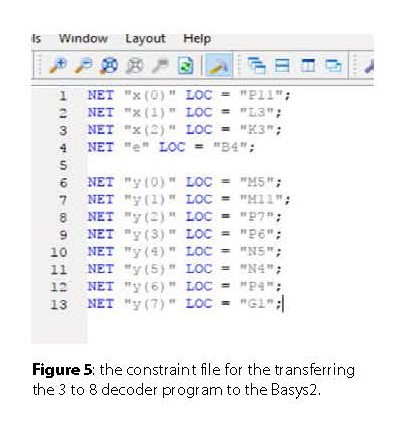 ls Window Layout Help
1 NET "x(0)" LOC = "P11";
2 NET "x(1)" LOC = "L3";
3 NET "x(2)" LOC = "K3";
4 NET "e" LOC = "B4";
5
6 NET "y(0)" LOC = "M5";
7 NET "y(1)" LOC = "M11";
8 NET "y(2)" LOC = "P7";
9 NET "y(3)" LOC = "P6";
10 NET "y(4)" LOC = "N5";
11 NET "y(5)" LOC = "N4";
12 NET "y(6)" LOC = "P4";
13 NET "y(7)" LOC = "G1";
Figure 5: the constraint file for the transferring
the 3 to 8 decoder program to the Basys2.